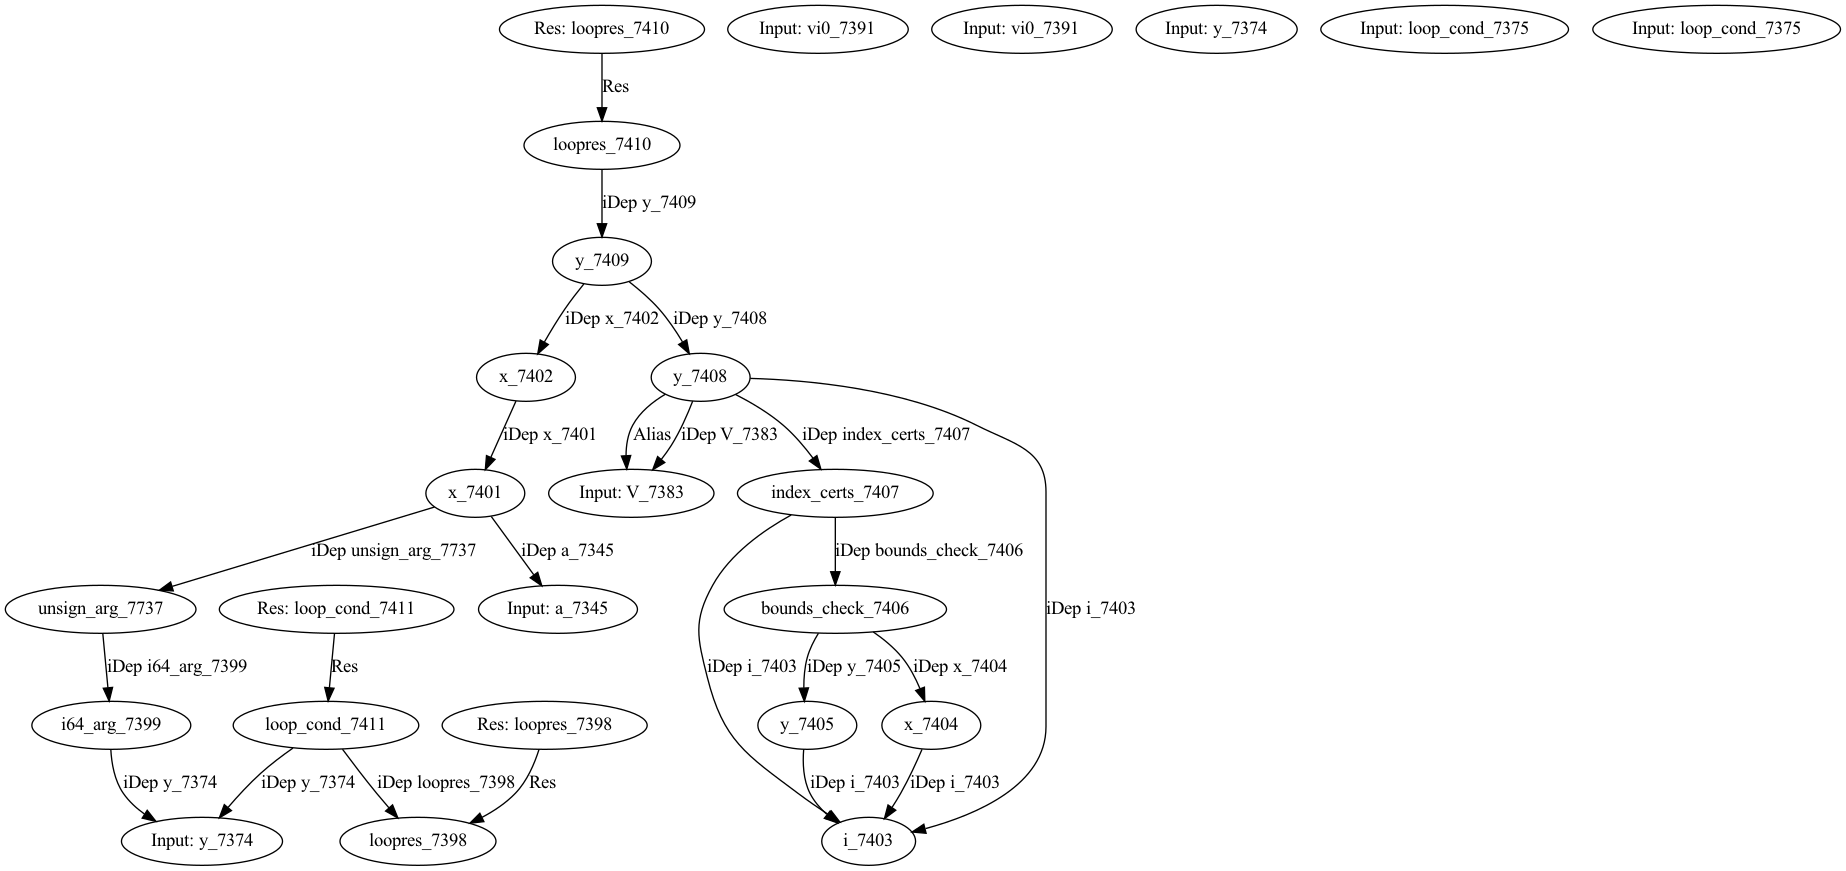 Res: loopres_7410
Input: vi0_7391
Input: vi0_7391
Input: y_7374
Input: loop_cond_7375
Input: loop_cond_7375
Res
loopres_7410
iDep y_7409
y_7409
iDep x_7402
iDep y_7408
x_7402
y_7408
iDep x_7401
Alias
iDep V_7383
iDep index_certs_7407
x_7401
Input: V_7383
index_certs_7407
iDep unsign_arg_7737
iDep a_7345
iDep bounds_check_7406
unsign_arg_7737
Res: loop_cond_7411
Input: a_7345
bounds_check_7406
iDep i_7403
iDep i64_arg_7399
Res
iDep i_7403
iDep y_7405
iDep x_7404
i64_arg_7399
loop_cond_7411
Res: loopres_7398
y_7405
x_7404
iDep y_7374
iDep y_7374
iDep loopres_7398
Res
iDep i_7403
iDep i_7403
Input: y_7374
loopres_7398
i_7403